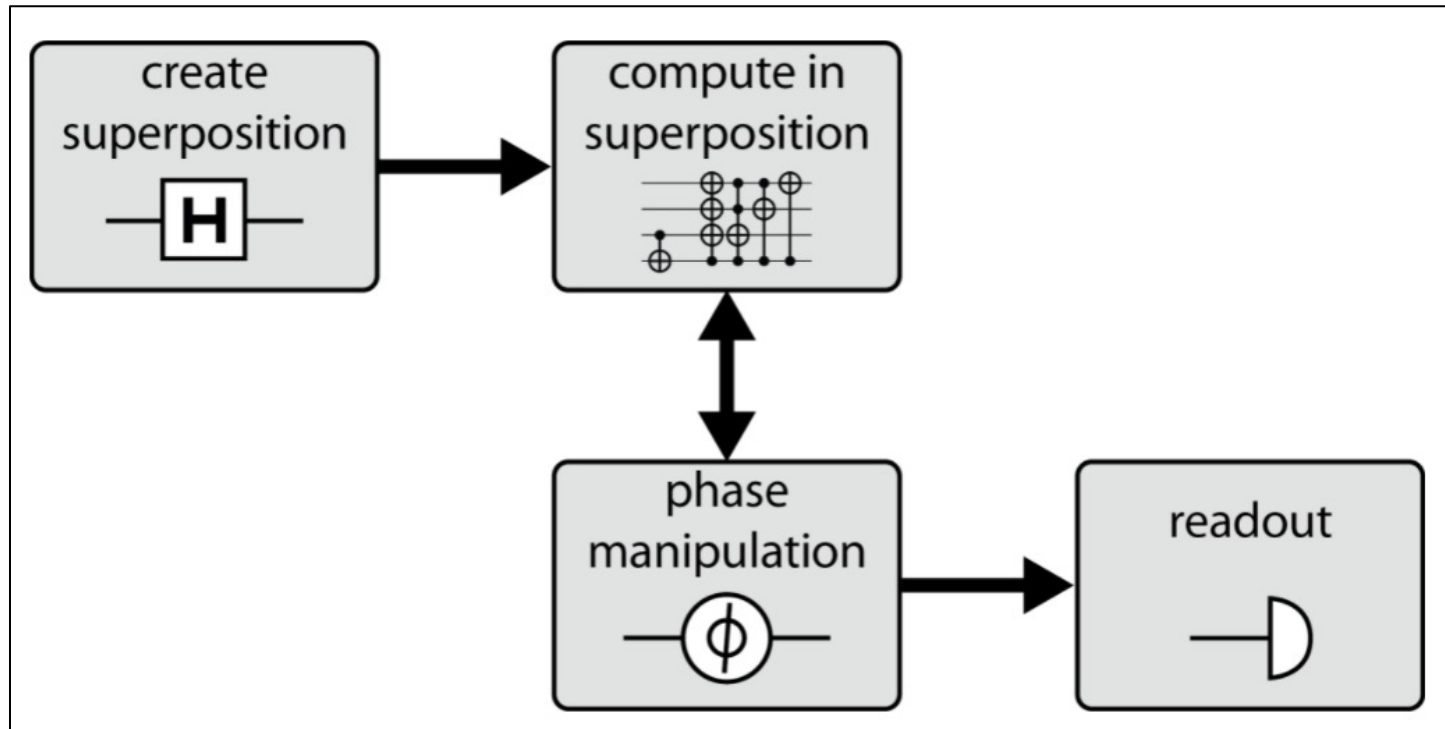 create
superposition
H
compute in
superposition
phase
manipulation
ϕ
readout